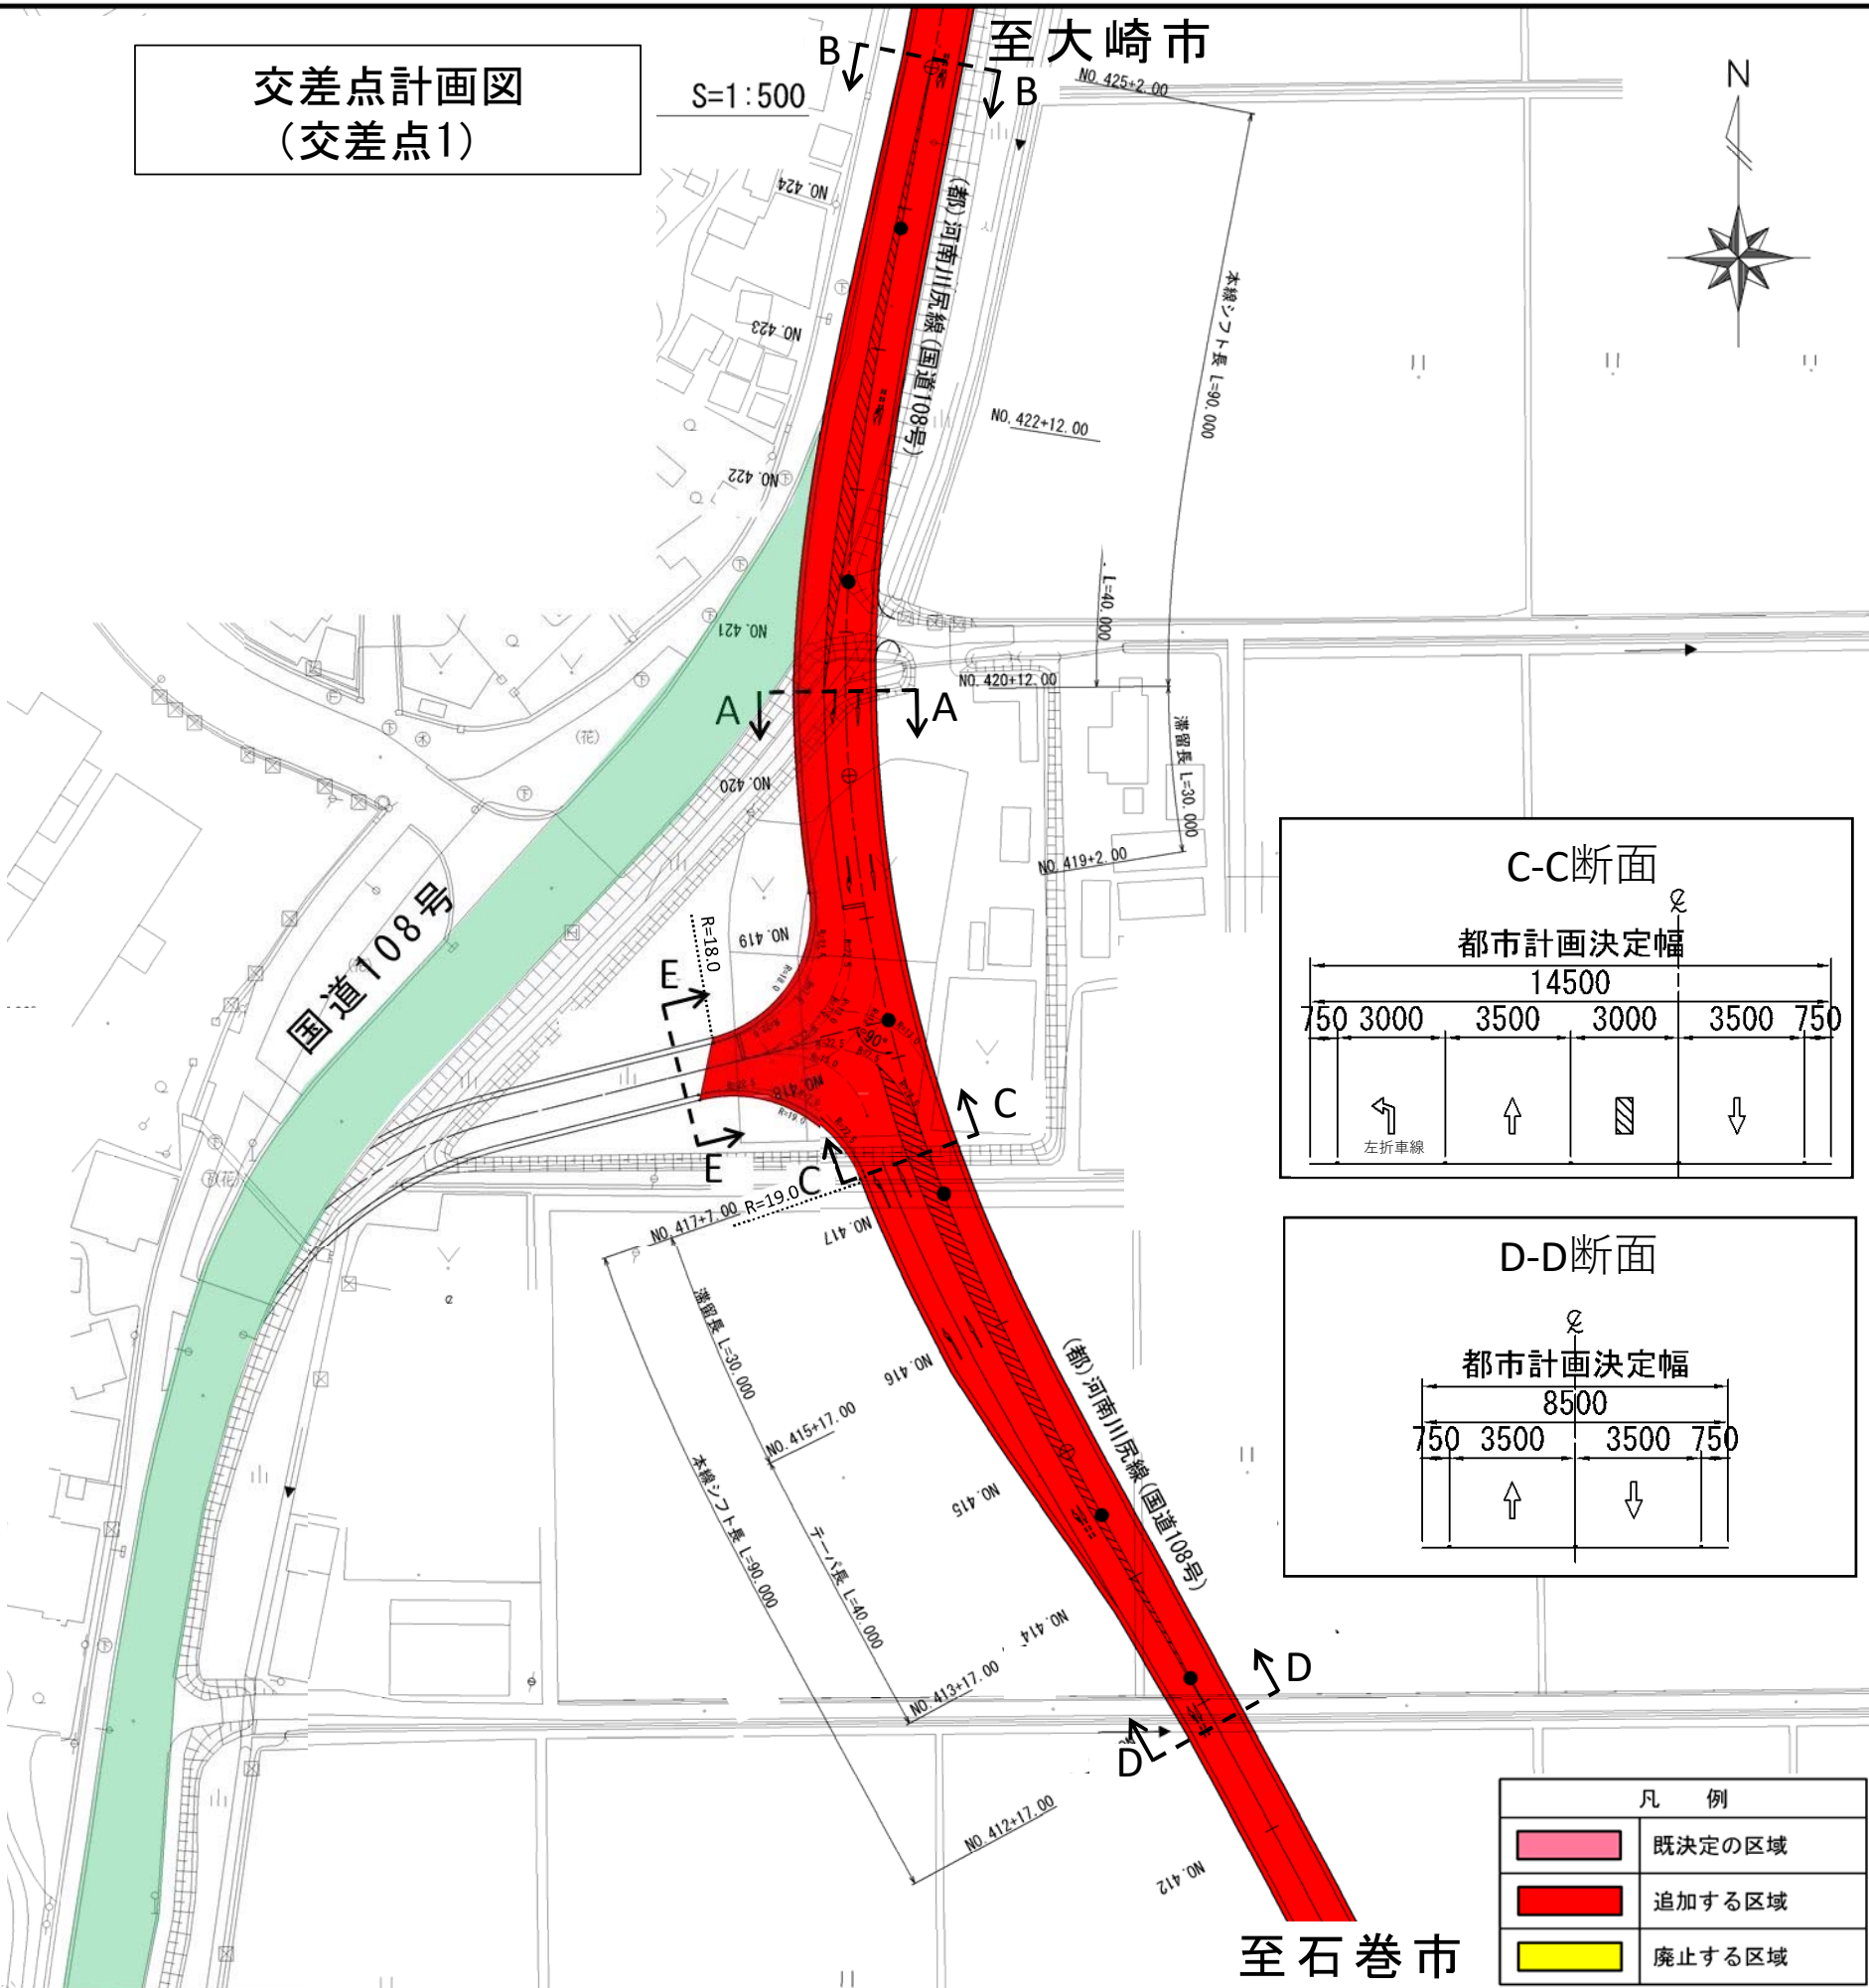 交差点計画図
（交差点1）
S=1:500
至大崎市
B
B
N
NO. 425+2.00
NO. 424
(都)河南川尻線(国道108号)
本線シフト長 L=90.000
NO. 423
NO. 422+12.00
NO. 422
L=40.000
NO. 421
NO. 420+12.00
A
A
(花)
滞留長 L=30.000
NO. 420
NO. 419+2.00
国道108号
NO. 419
R=18.0
R=18.0
E
E
90°
NO. 418
R=19.0
C
C
R=19.0
NO. 417+7.00
NO. 417
滞留長 L=30.000
NO. 416
NO. 415+17.00
本線シフト長 L=90.000
(都)河南川尻線(国道108号)
NO. 415
テーパ長 L=40.000
NO. 414
NO. 413+17.00
D
D
NO. 412+17.00
NO. 412
至石巻市
C-C断面
都市計画決定幅
14500
750 3000 3500 3000 3500 750
左折車線
D-D断面
都市計画決定幅
8500
750 3500 3500 750
凡 例
既決定の区域
追加する区域
廃止する区域